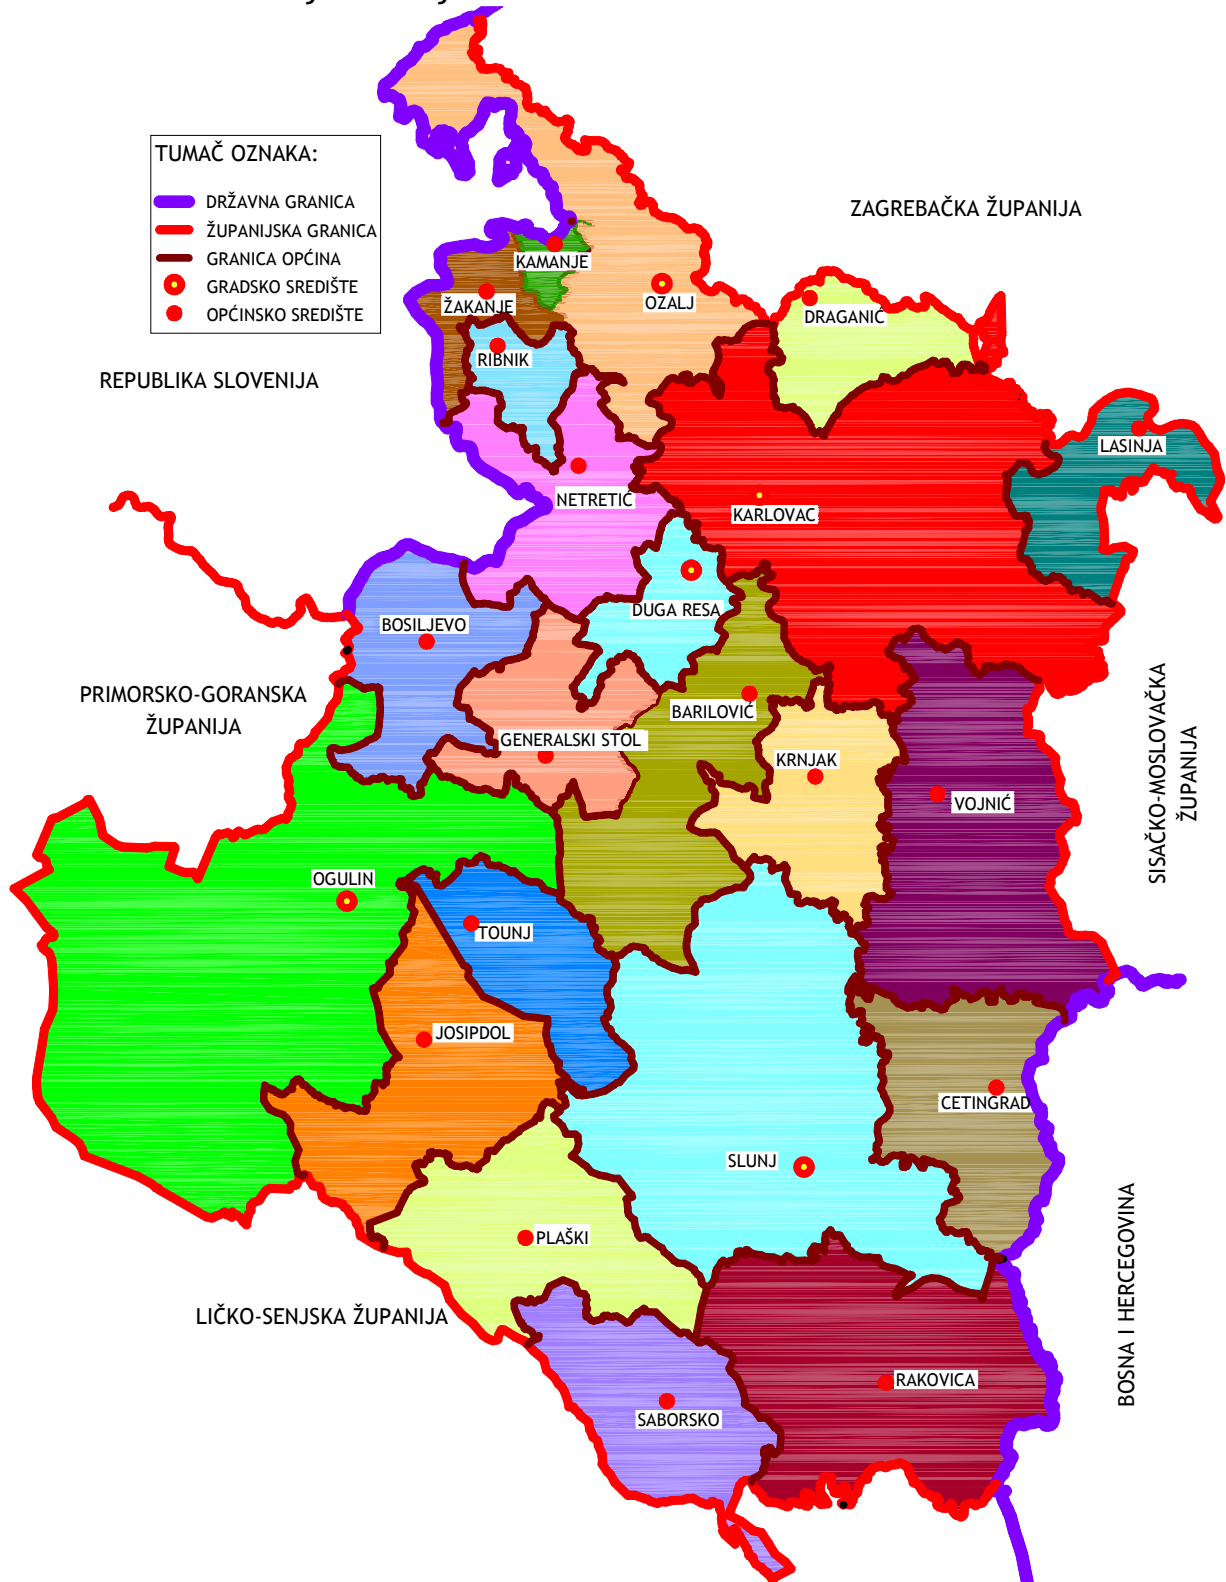 TUMAČ OZNAKA:
DRŽAVNA GRANICA
ŽUPANIJSKA GRANICA
GRANICA OPĆINA
GRADSKO SREDIŠTE
OPĆINSKO SREDIŠTE
ZAGREBAČKA ŽUPANIJA
KAMANJE
ŽAKANJE
OZALJ
DRAGANIĆ
RIBNIK
REPUBLIKA SLOVENIJA
LASINJA
NETRETIĆ
KARLOVAC
DUGA RESA
BOSILJEVO
PRIMORSKO-GORANSKA
ŽUPANIJA
BARILOVIĆ
GENERALSKI STOL
KRNJAK
VOJNIĆ
SISAČKO-MOSLOVAČKA
ŽUPANIJA
OGULIN
TOUNJ
JOSIPDOL
CETINGRAD
SLUNJ
PLAŠKI
BOSNA I HERCEGOVINA
LIČKO-SENJSKA ŽUPANIJA
RAKOVICA
SABORSKO